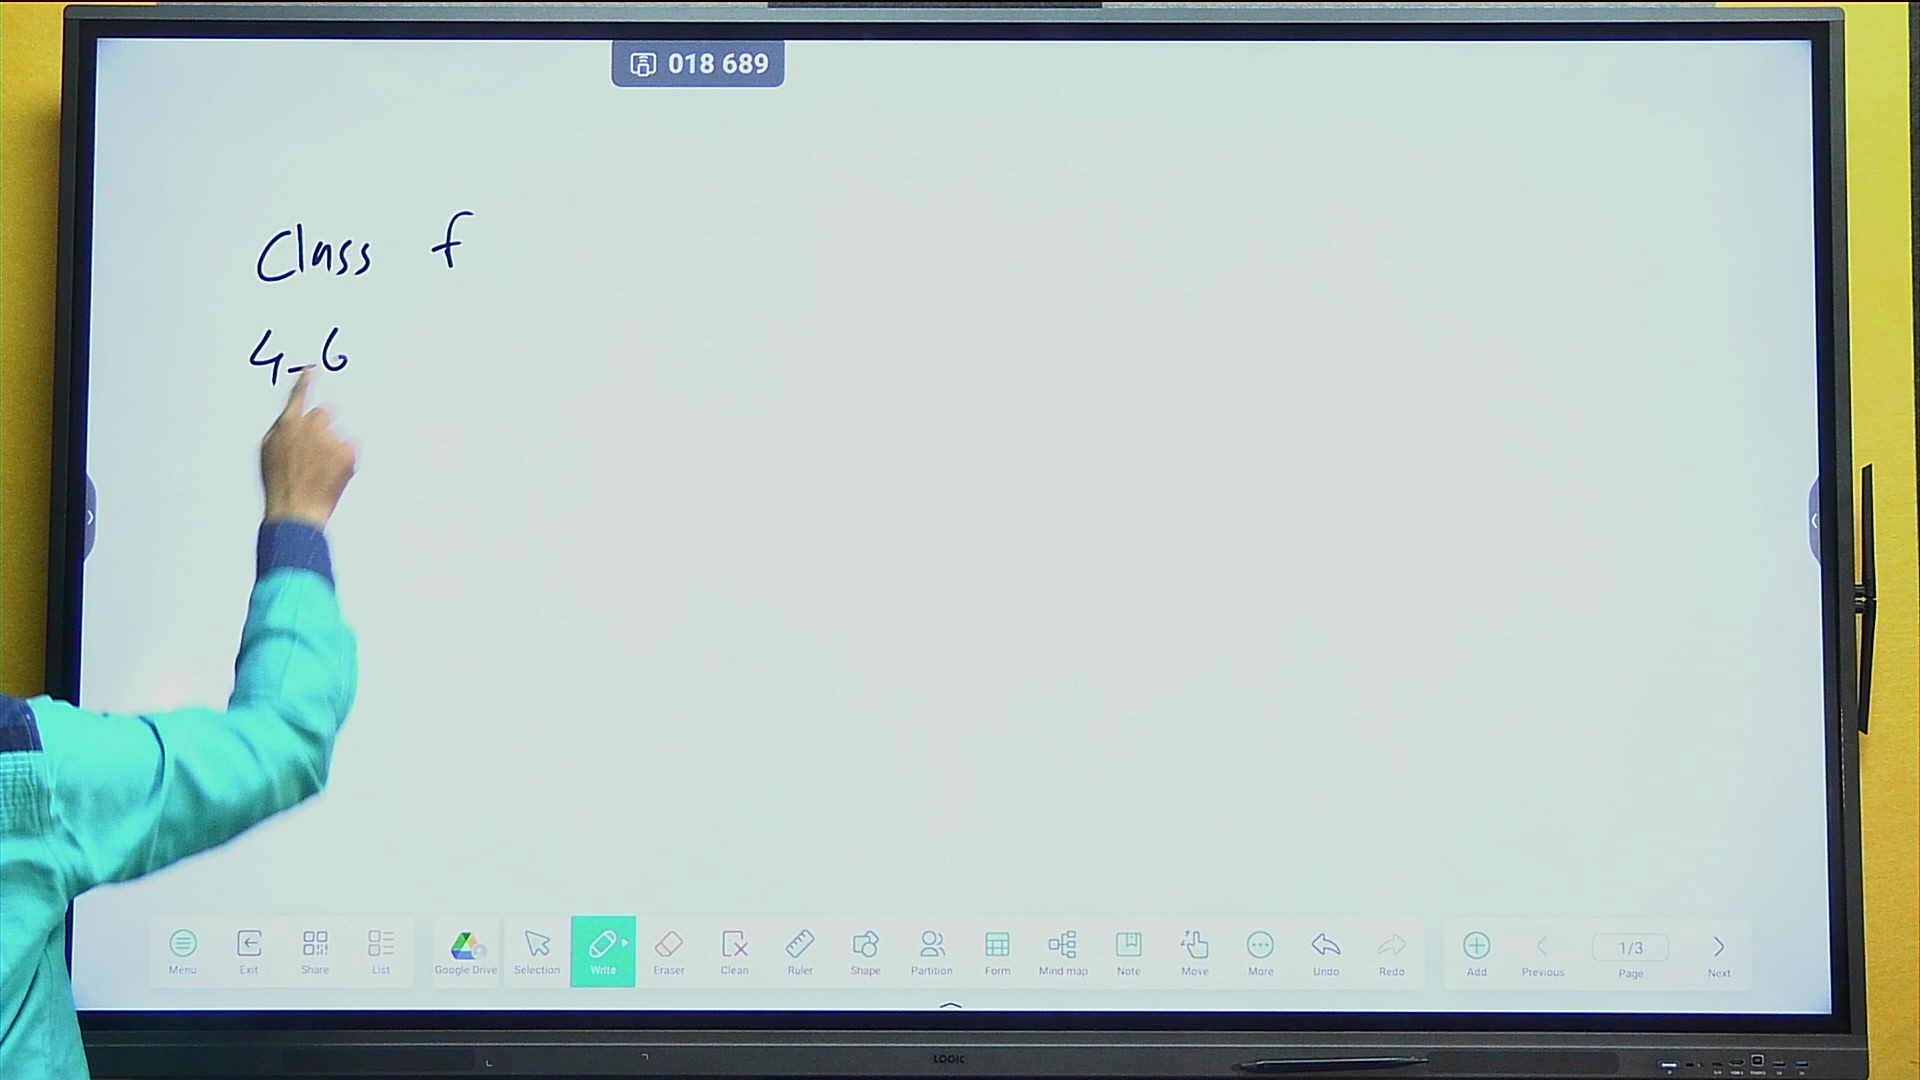 018 689
Class f
4-6
Menu Exit Share List Google Drive Selection Write Eraser Clean Ruler Shape Partition Form Mind map Note Move More Undo Redo Add Previous 1/3 Page Next
LOGIC